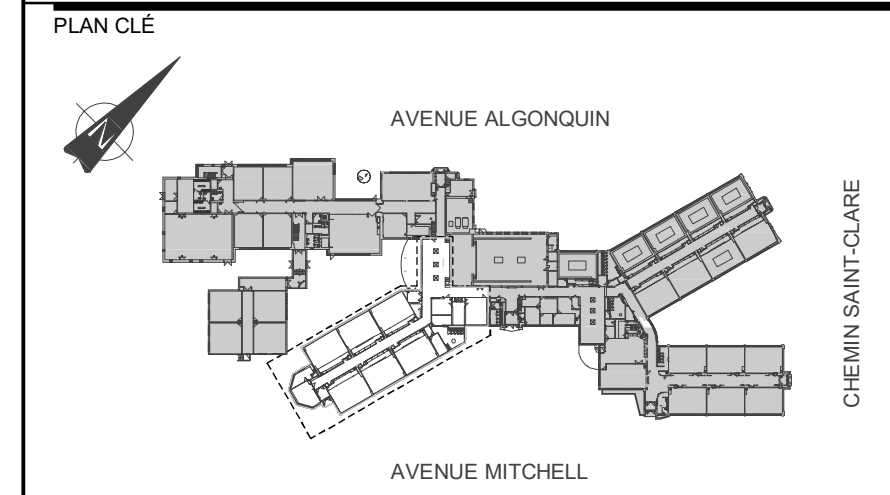 PLAN CLÉ
N
AVENUE ALGONQUIN
CHEMIN SAINT-CLARE
AVENUE MITCHELL